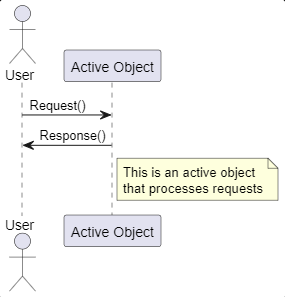 User
Active Object
Request()
Response()
This is an active object
that processes requests
User
Active Object